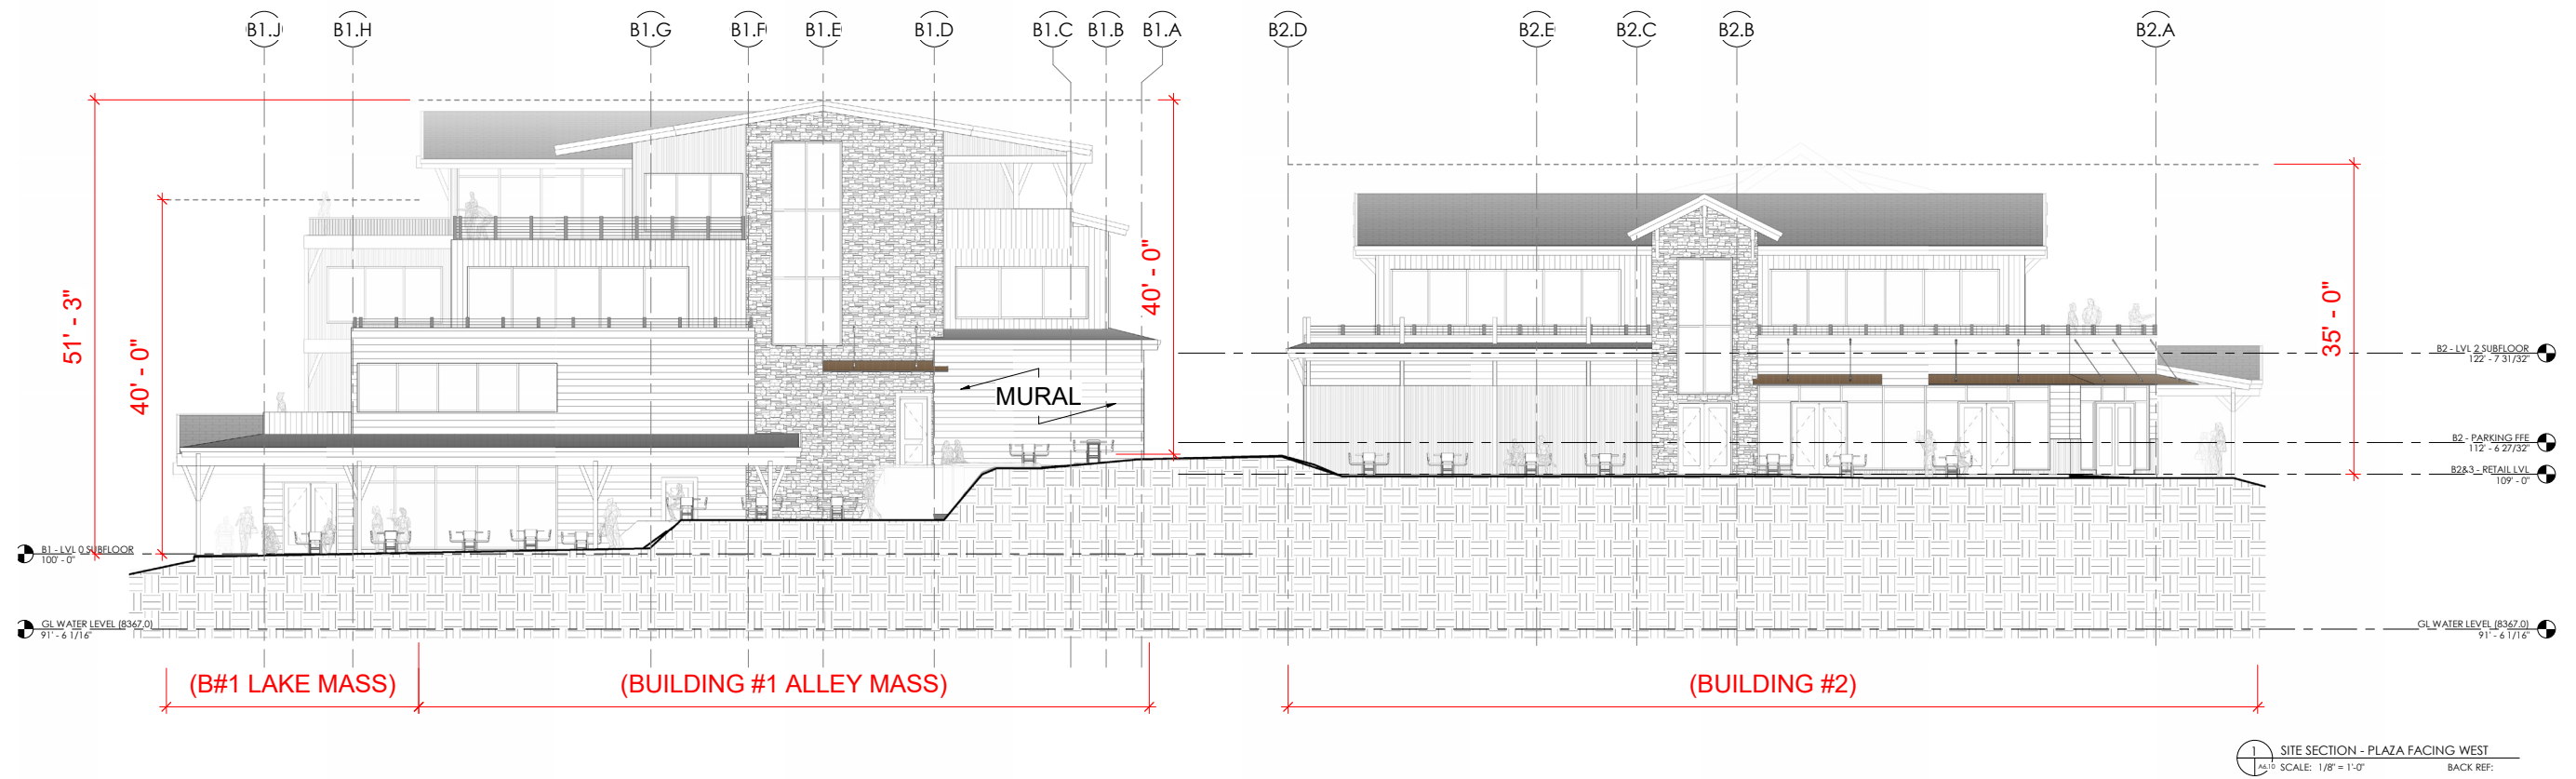 B1.J B1.H B1.G B1.F B1.E B1.D B1.C B1.B B1.A B2.D B2.E B2.C B2.B B2.A
51' - 3"
40' - 0"
40' - 0"
35' - 0"
MURAL
B2 - LVL 2 SUBFLOOR
122' - 7 31/32"
B2 - PARKING FFE
112' - 6 27/32"
B2&3 - RETAIL LVL
109' - 0"
B1 - LVL 0 SUBFLOOR
100' - 0"
GL WATER LEVEL (8367.0)
91' - 6 1/16"
GL WATER LEVEL (8367.0)
91' - 6 1/16"
(B#1 LAKE MASS)
(BUILDING #1 ALLEY MASS)
(BUILDING #2)
1
A6.10
SITE SECTION - PLAZA FACING WEST
SCALE: 1/8" = 1'-0"
BACK REF: